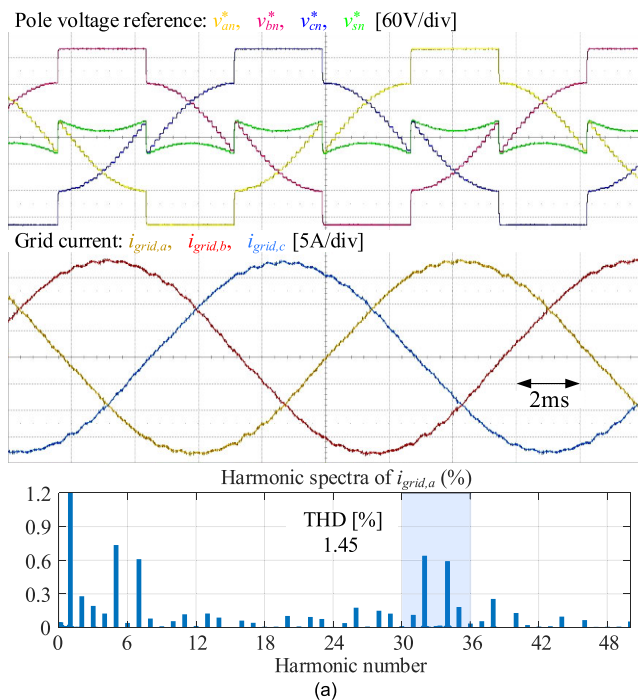 Pole voltage reference: v*an, v*bn, v*cn, v*sn [60V/div]
Grid current: igrid,a, igrid,b, igrid,c [5A/div]
2ms
Harmonic spectra of igrid,a (%)
1.2
0.9
0.6
0.3
0
THD [%]
1.45
0 6 12 18 24 30 36 42 48
Harmonic number
(a)